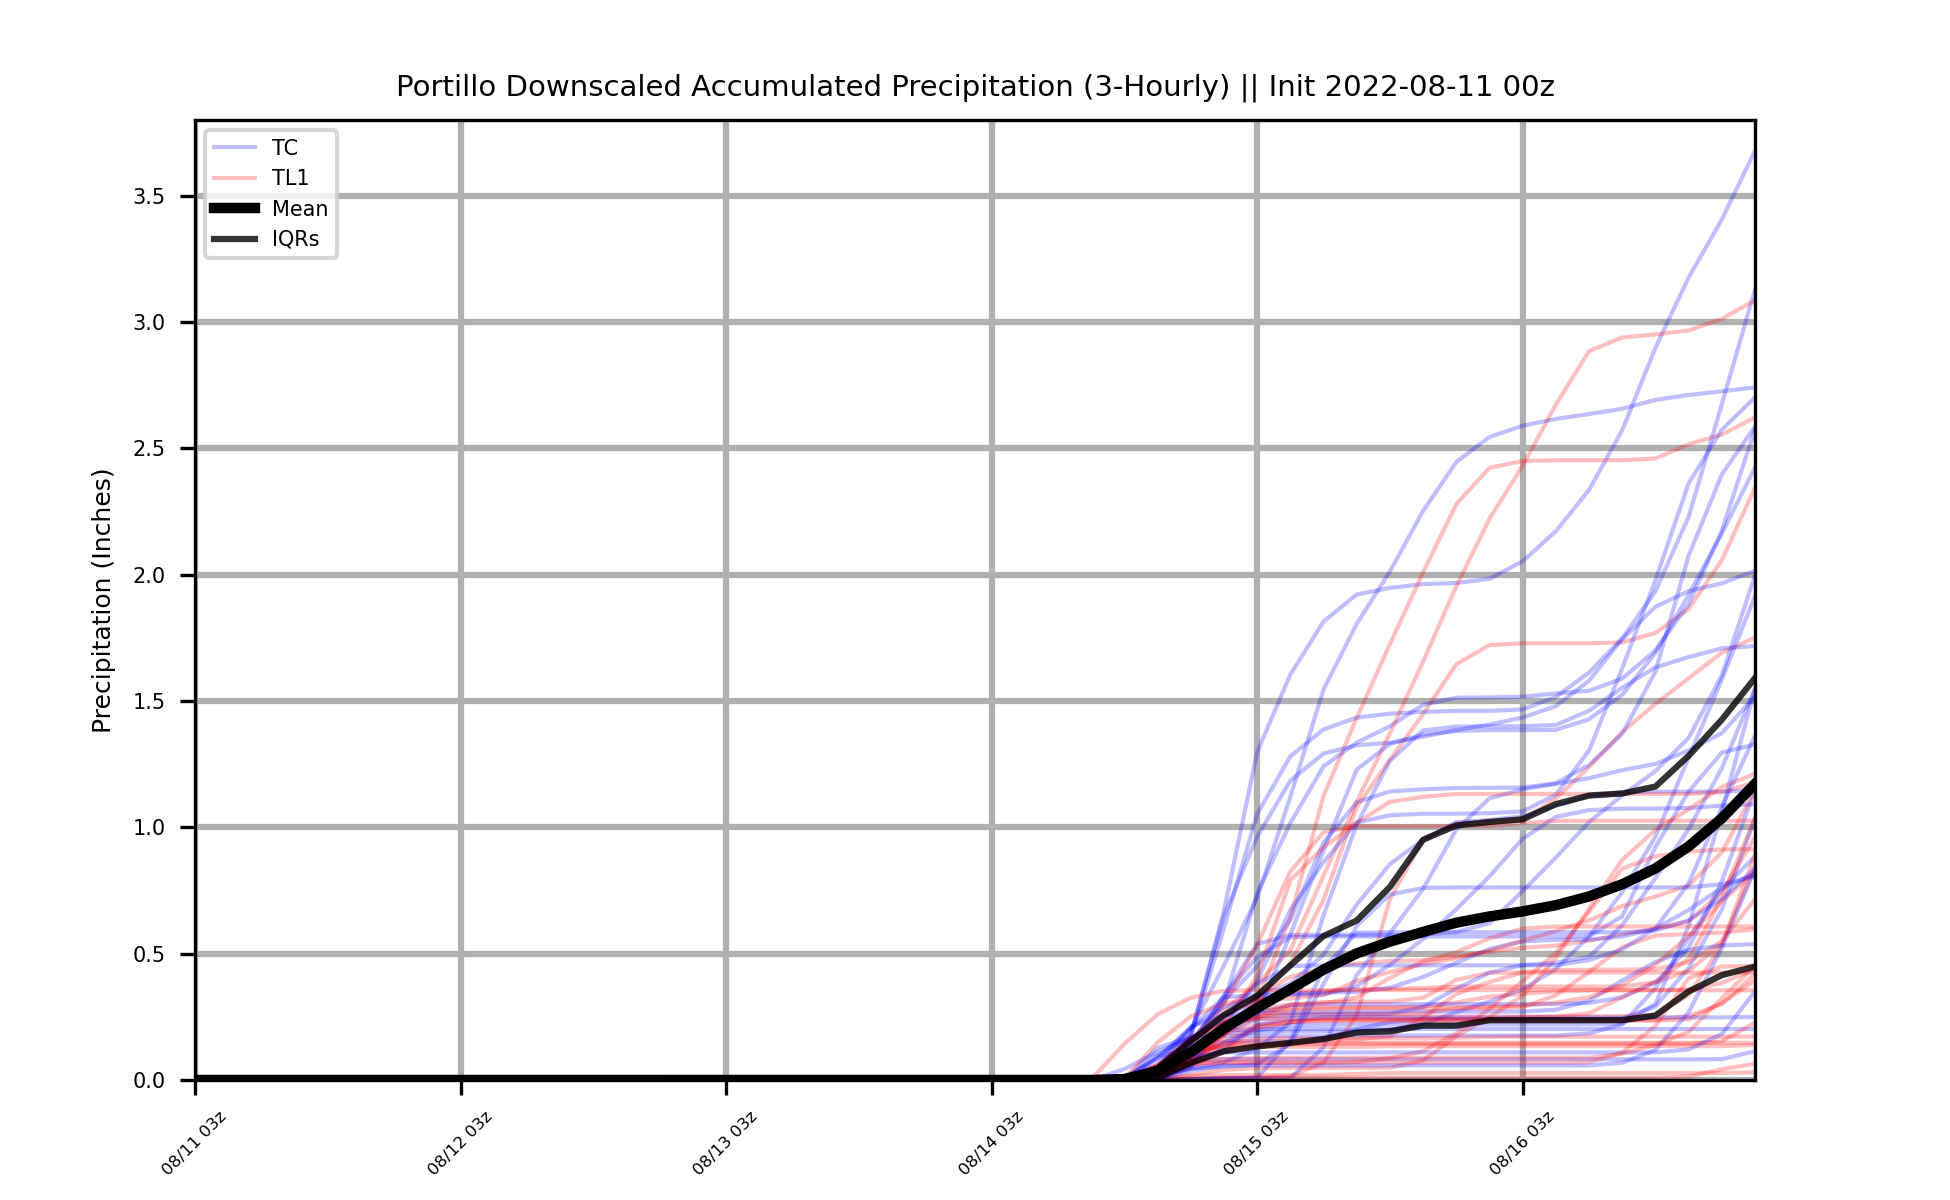 Portillo Downscaled Accumulated Precipitation (3-Hourly) || Init 2022-08-11 00z
TC
TL1
Mean
IQRs
Precipitation (Inches)
3.5
3.0
2.5
2.0
1.5
1.0
0.5
0.0
08/11 03z
08/12 03z
08/13 03z
08/14 03z
08/15 03z
08/16 03z